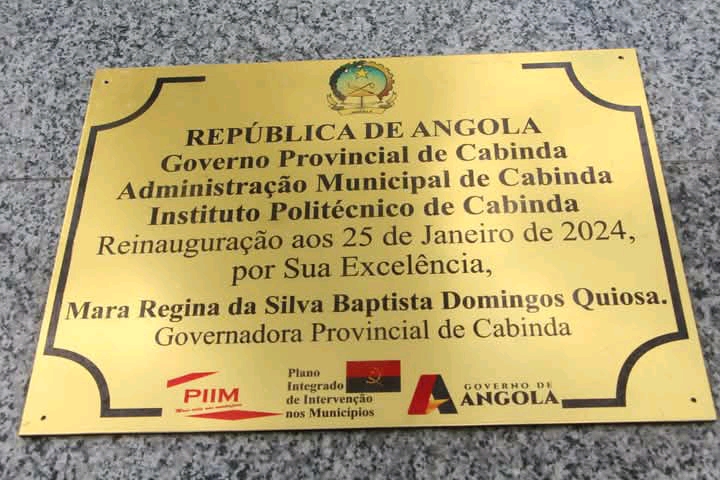 REPÚBLICA DE ANGOLA
Governo Provincial de Cabinda
Administração Municipal de Cabinda
Instituto Politécnico de Cabinda
Reinauguração aos 25 de Janeiro de 2024,
por Sua Excelência,
Mara Regina da Silva Baptista Domingos Quiosa.
Governadora Provincial de Cabinda
PIIM
Plano
Integrado
de Intervenção
nos Municípios
GOVERNO DE
ANGOLA